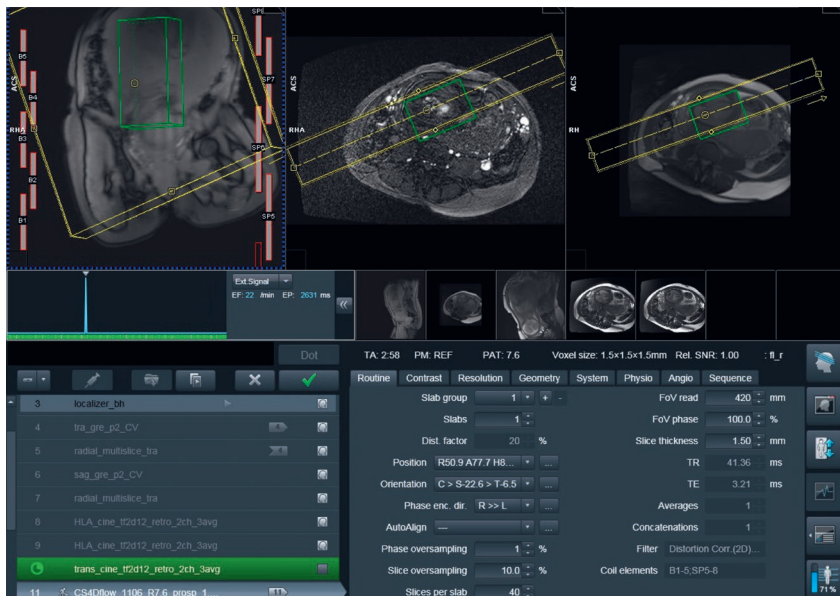 SP8
B5
SP7
B4
ACS
ACS
ACS
RHA
RHA
RH
B3
SP6
B2
B1
SP5
Ext.Signal
EF: 22 /min EP: 2631 ms
Dot
TA: 2:58 PM: REF PAT: 7.6 Voxel size: 1.5×1.5×1.5mm Rel. SNR: 1.00 : fl_r
Routine Contrast Resolution Geometry System Physio Angio Sequence
3 localizer_bh
4 tra_gre_p2_CV 4
5 radial_multislice_tra 4
6 sag_gre_p2_CV
7 radial_multislice_tra
8 HLA_cine_tf2d12_retro_2ch_3avg
9 HLA_cine_tf2d12_retro_2ch_3avg
trans_cine_tf2d12_retro_2ch_3avg
11 CS4Dflow_1106_R7.6_prosp_1.... 11
Slab group 1 + -
Slabs 1
Dist. factor 20 %
Position R50.9 A77.7 H8... ...
Orientation C > S-22.6 > T-6.5 ...
Phase enc. dir. R >> L ...
AutoAlign --- ...
Phase oversampling 1 %
Slice oversampling 10.0 %
Slices per slab 40
FoV read 420 mm
FoV phase 100.0 %
Slice thickness 1.50 mm
TR 41.36 ms
TE 3.21 ms
Averages 1
Concatenations 1
Filter Distortion Corr.(2D)...
Coil elements B1-5;SP5-8
71 %